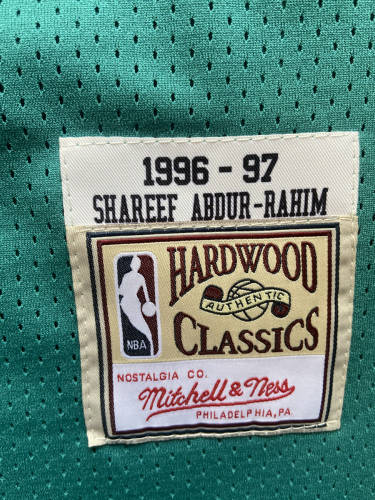 1996 - 97
SHAREEF ABDUR-RAHIM
HARDWOOD
AUTHENTIC
CLASSICS
NBA
NOSTALGIA CO.
Mitchell & Ness
PHILADELPHIA, PA.